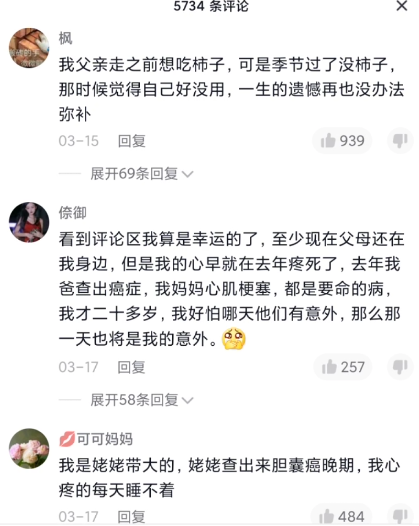 5734 条评论
枫
我父亲走之前想吃柿子，可是季节过了没柿子，
那时候觉得自己好没用，一生的遗憾再也没办法
弥补
03-15 回复 939
展开69条回复
倷御
看到评论区我算是幸运的了，至少现在父母还在
我身边，但是我的心早就在去年疼死了，去年我
爸查出癌症，我妈妈心肌梗塞，都是要命的病，
我才二十多岁，我好怕哪天他们有意外，那么那
一天也将是我的意外。🥺
03-17 回复 257
展开58条回复
💋可可妈妈
我是姥姥带大的，姥姥查出来胆囊癌晚期，我心
疼的每天睡不着
03-17 回复 484